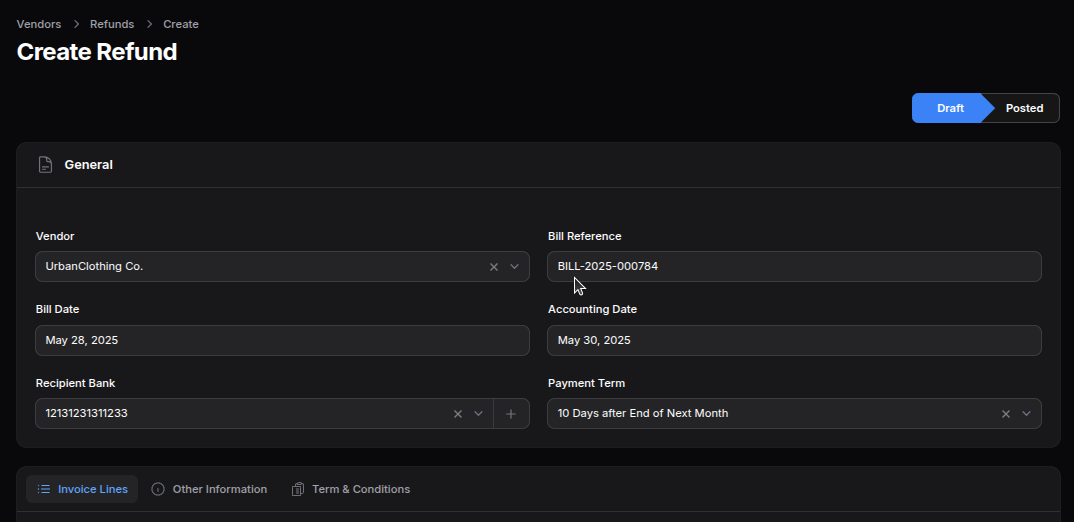 Vendors > Refunds > Create
Create Refund
Draft Posted
General
Vendor Bill Reference
UrbanClothing Co. BILL-2025-000784
Bill Date Accounting Date
May 28, 2025 May 30, 2025
Recipient Bank Payment Term
12131231311233 10 Days after End of Next Month
Invoice Lines Other Information Term & Conditions